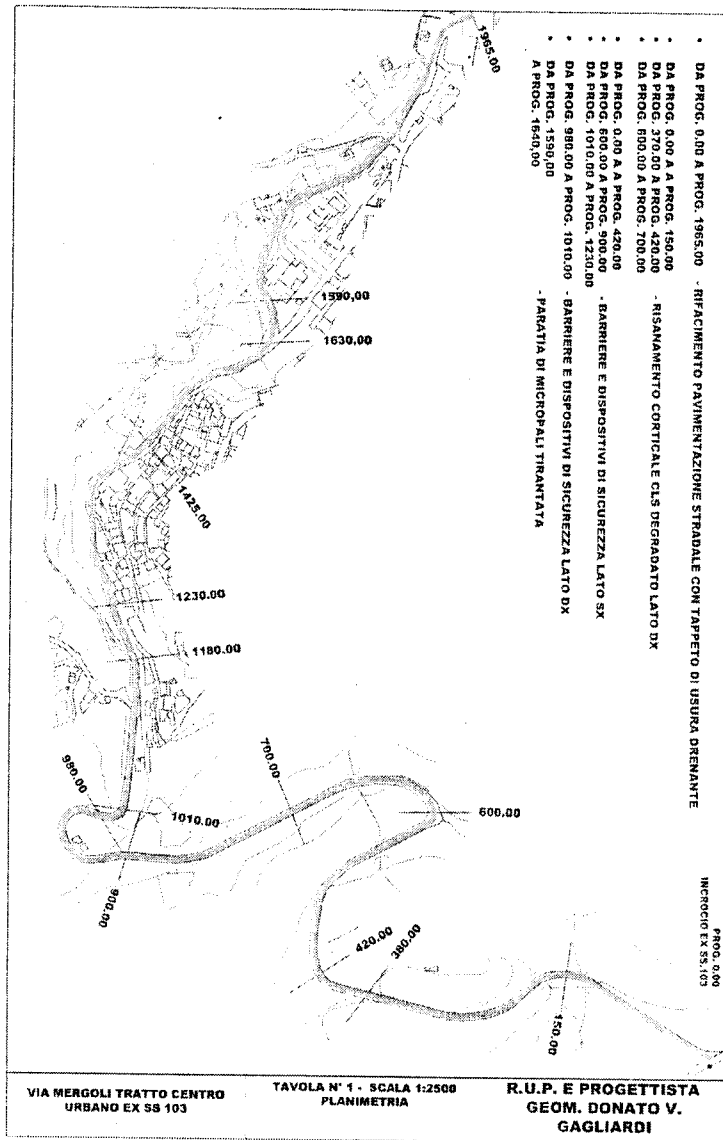 • DA PROG. 0.00 A PROG. 1965.00 - RIFACIMENTO PAVIMENTAZIONE STRADALE CON TAPPETO DI USURA DRENANTE
• DA PROG. 0.00 A A PROG. 150.00
• DA PROG. 370.00 A PROG. 420.00 - RISANAMENTO CORTICALE CLS DEGRADATO LATO DX
• DA PROG. 600.00 A PROG. 700.00
• DA PROG. 0.00 A A PROG. 420.00
• DA PROG. 600.00 A PROG. 900.00 - BARRIERE E DISPOSITIVI DI SICUREZZA LATO SX
• DA PROG. 1010.00 A PROG. 1230.00
• DA PROG. 980.00 A PROG. 1010.00 - BARRIERE E DISPOSITIVI DI SICUREZZA LATO DX
• DA PROG. 1590,00
A PROG. 1640,00 - PARATIA DI MICROPALI TIRANTATA
1965.00
1590,00
1630,00
1425.00
1230.00
1180.00
980.00
1010.00
900.00
700.00
600.00
420.00
380.00
150.00
PROG. 0.00
INCROCIO EX SS.103
VIA MERGOLI TRATTO CENTRO
URBANO EX SS 103
TAVOLA N° 1 - SCALA 1:2500
PLANIMETRIA
R.U.P. E PROGETTISTA
GEOM. DONATO V.
GAGLIARDI